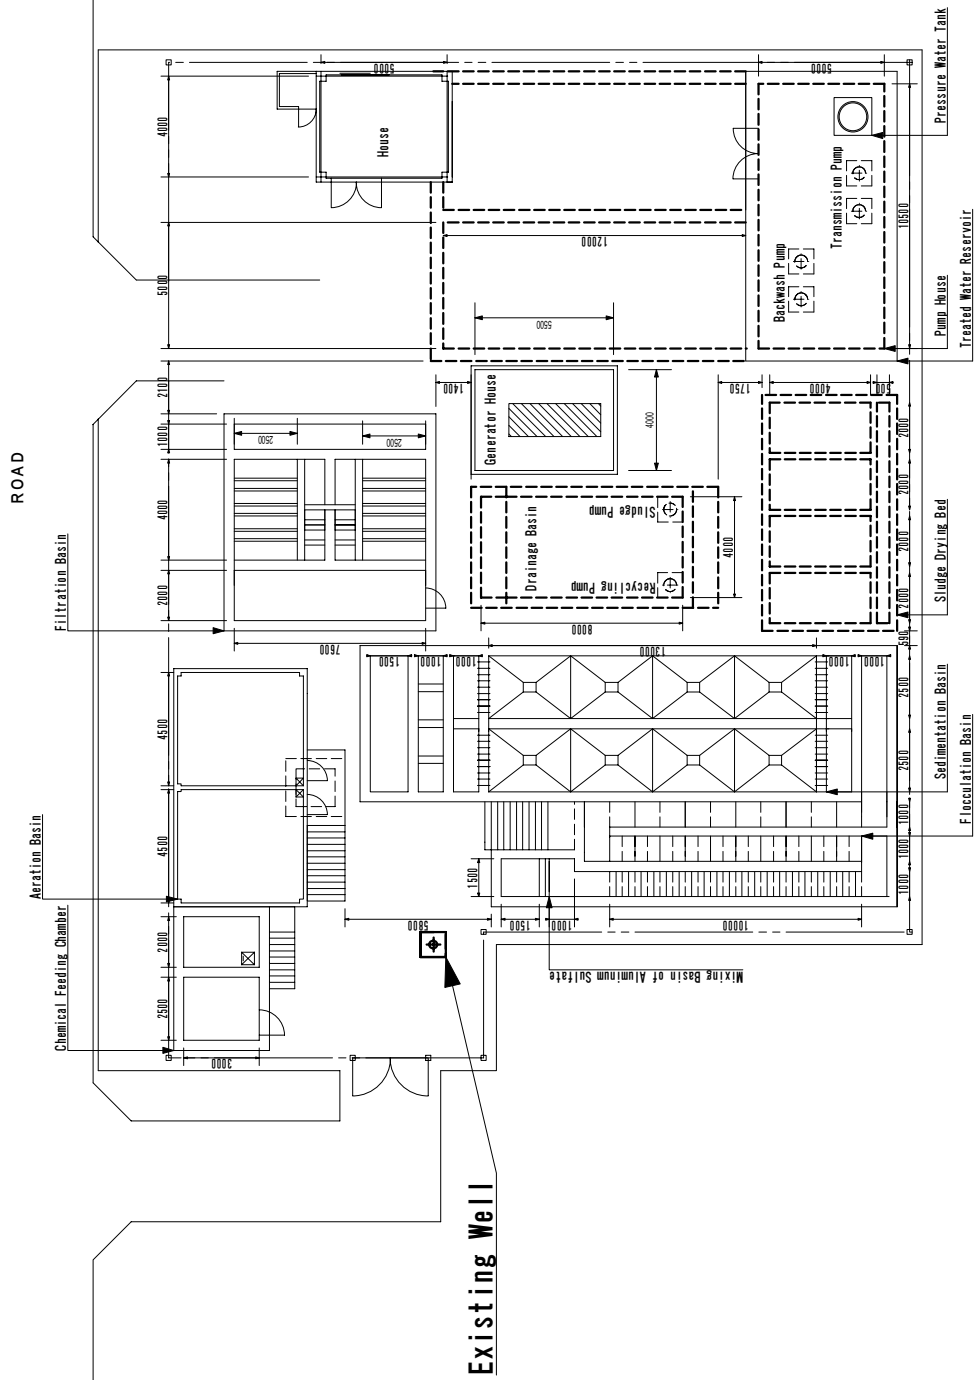 ROAD
Filtration Basin
Aeration Basin
Chemical Feeding Chamber
House
Pressure Water Tank
Transmission Pump
Backwash Pump
Pump House
Treated Water Reservoir
Generator House
Drainage Basin
Sludge Pump
Recycling Pump
Sludge Drying Bed
Sedimentation Basin
Flocculation Basin
Mixing Basin of Aluminum Sulfate
Existing Well
5000
4000
5000
12000
5500
5000
10500
2100
1000
4000
2000
2500
2500
7600
1400
4000
1750
4000
500
2000
2000
2000
2000
590
4000
8000
13000
1500
1000
1000
1000
1000
2500
2500
1000
1000
1000
4500
4500
2000
2500
3000
5800
1500
1500
1000
10000